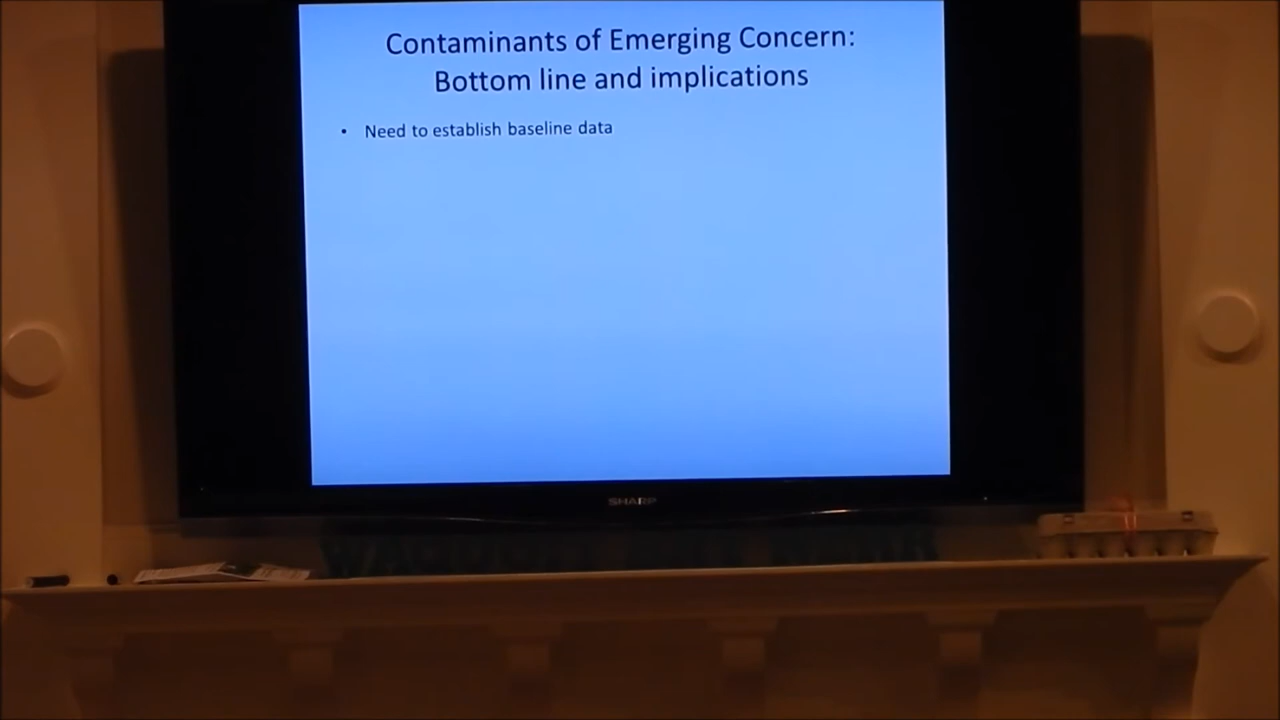 Contaminants of Emerging Concern:
Bottom line and implications
• Need to establish baseline data
SHARP